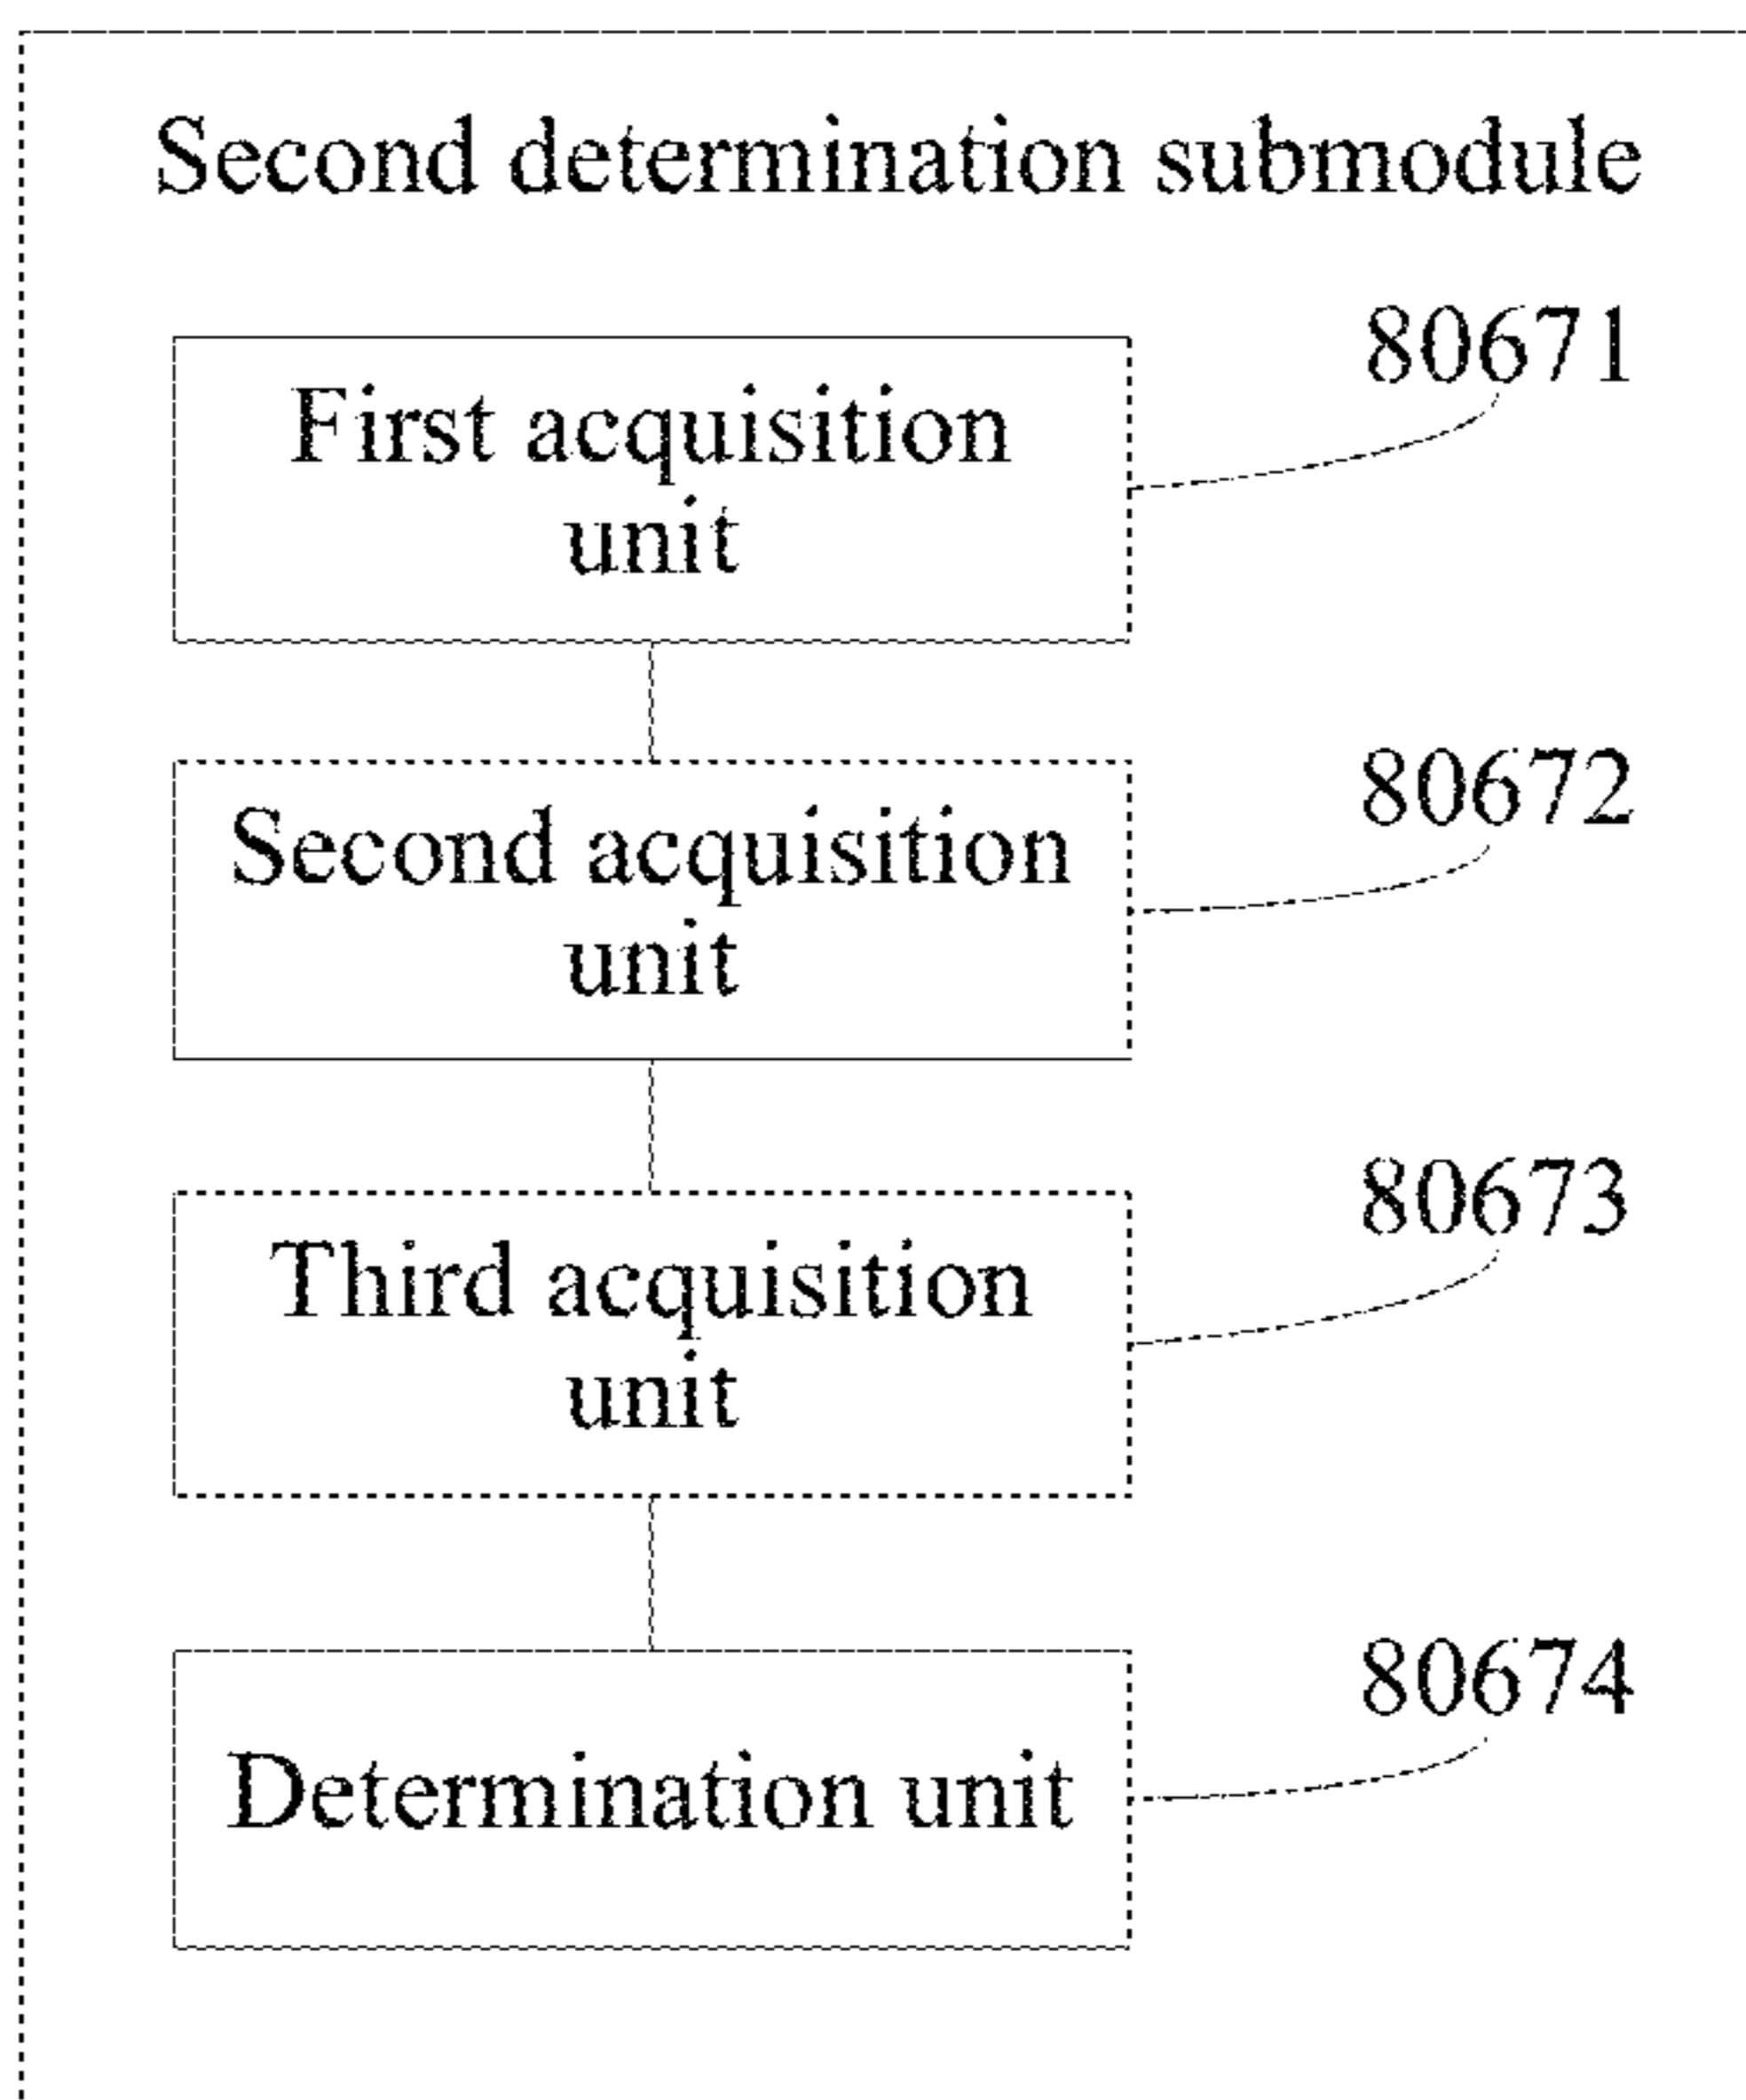 Second determination submodule
80671
First acquisition
unit
80672
Second acquisition
unit
80673
Third acquisition
unit
80674
Determination unit